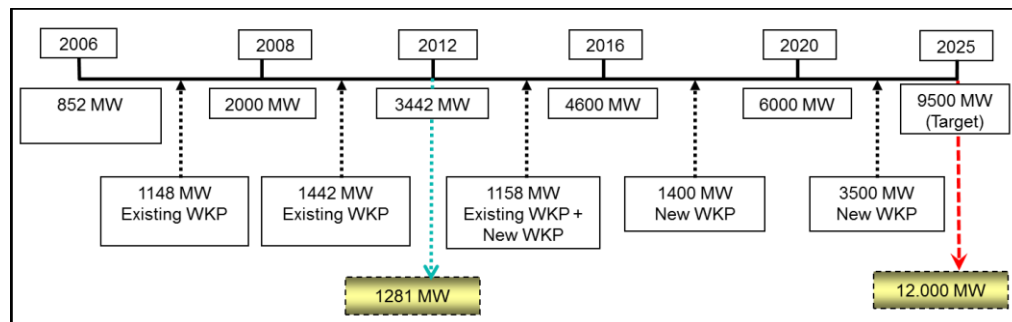 2006
2008
2012
2016
2020
2025
852 MW
2000 MW
3442 MW
4600 MW
6000 MW
9500 MW
(Target)
1148 MW
Existing WKP
1442 MW
Existing WKP
1158 MW
Existing WKP +
New WKP
1400 MW
New WKP
3500 MW
New WKP
1281 MW
12.000 MW